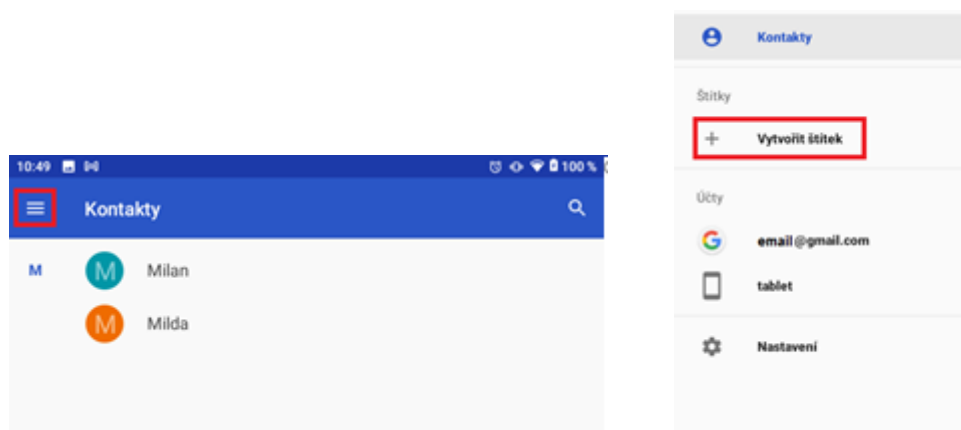 10:49
100 %
Kontakty
M
M
Milan
M
Milda
Kontakty
Štítky
Vytvořit štítek
Účty
G
email@gmail.com
tablet
Nastavení